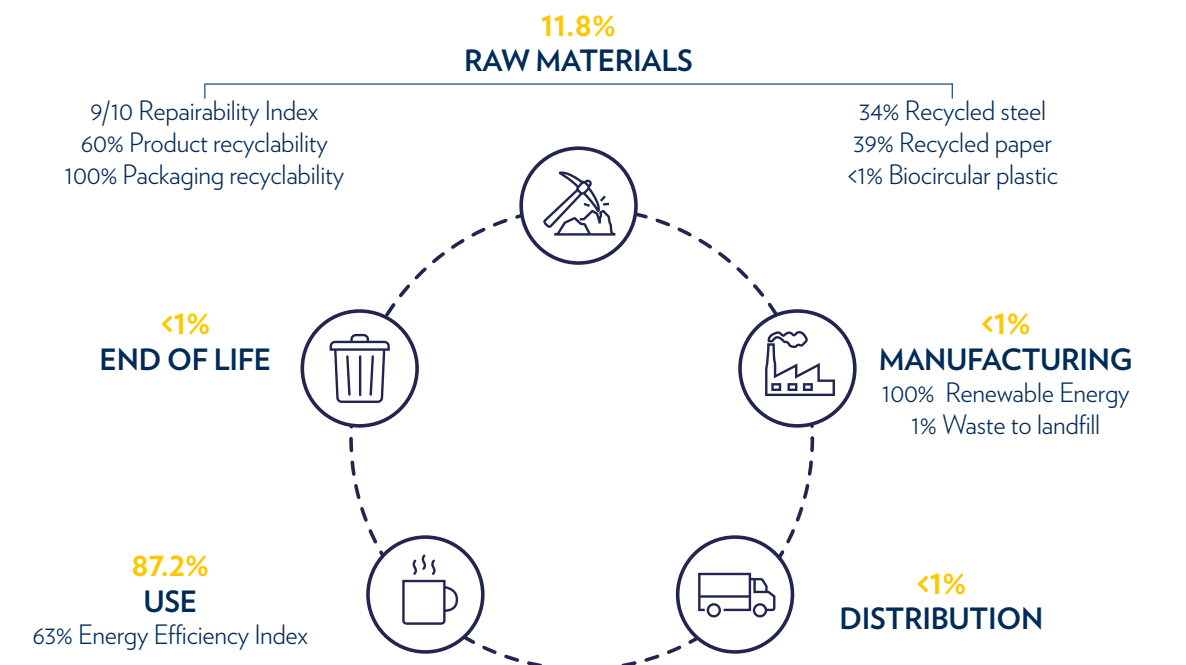 11.8%
RAW MATERIALS
9/10 Repairability Index
60% Product recyclability
100% Packaging recyclability
34% Recycled steel
39% Recycled paper
<1% Biocircular plastic
<1%
END OF LIFE
<1%
MANUFACTURING
100% Renewable Energy
1% Waste to landfill
87.2%
USE
63% Energy Efficiency Index
<1%
DISTRIBUTION